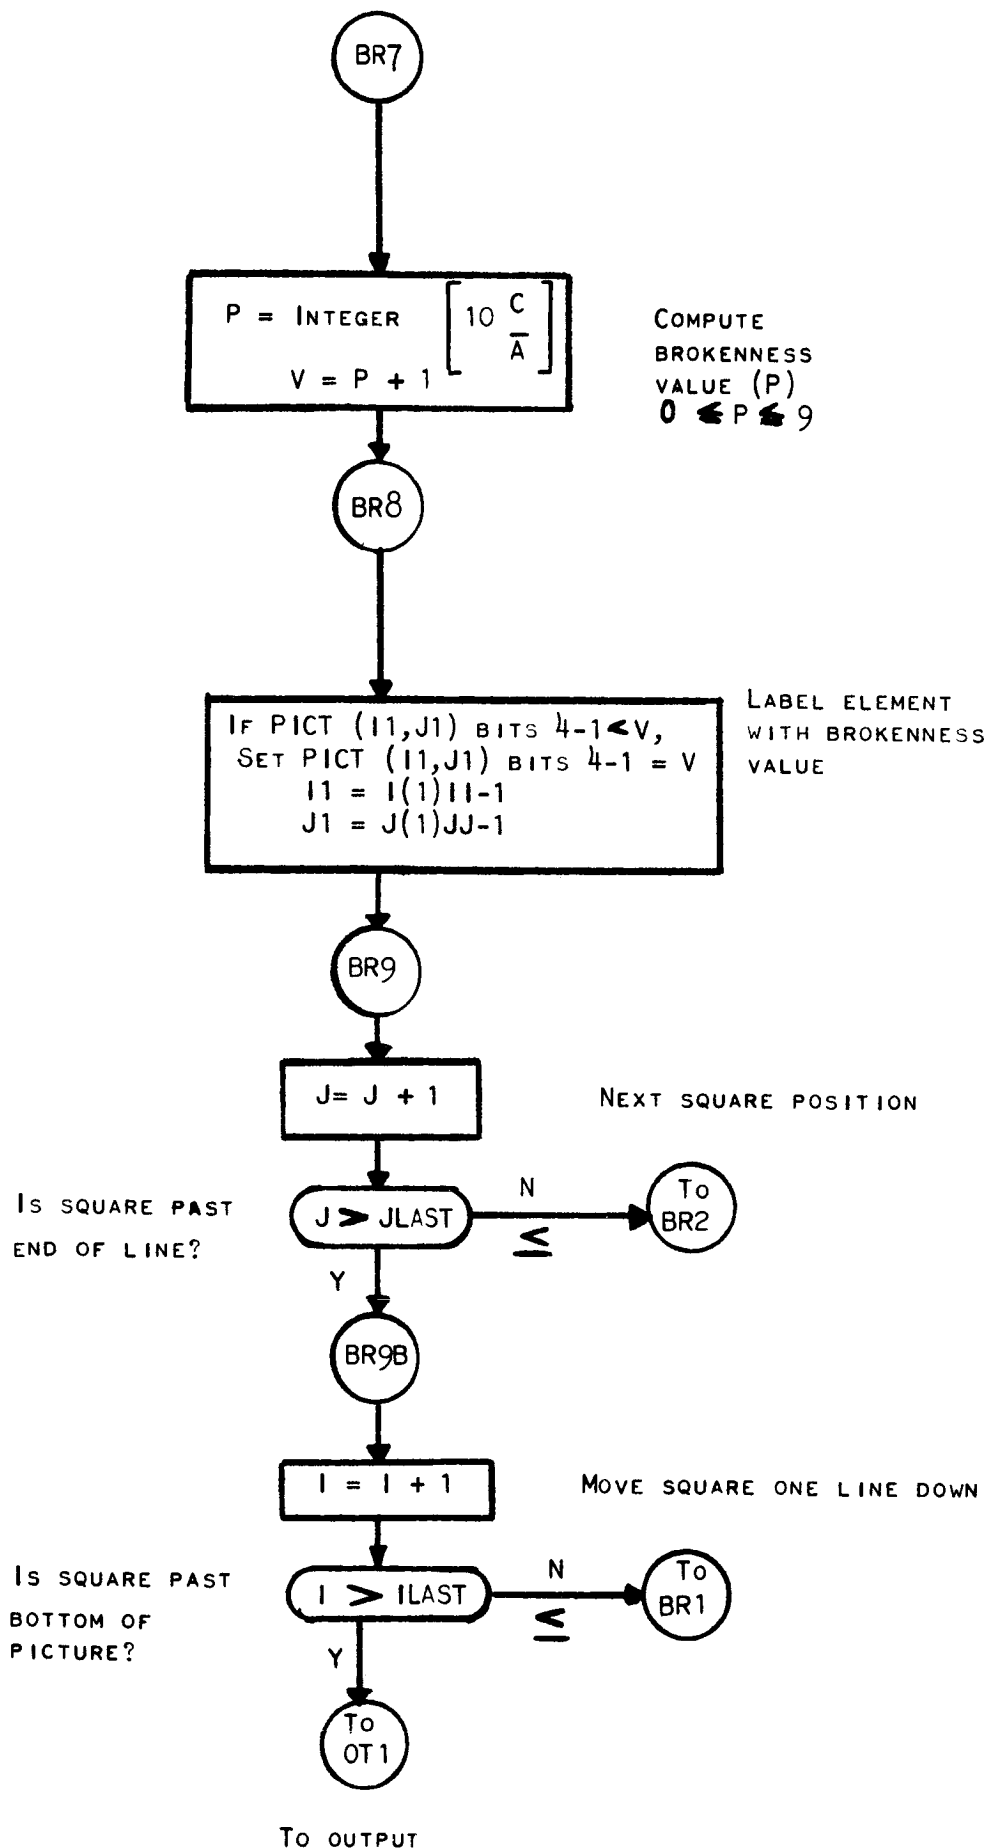 BR7
P = INTEGER [10 C/A]
V = P + 1
COMPUTE
BROKENNESS
VALUE (P)
0 ≤ P ≤ 9
BR8
IF PICT (I1,J1) BITS 4-1<V,
SET PICT (I1,J1) BITS 4-1 = V
I1 = I(1)II-1
J1 = J(1)JJ-1
LABEL ELEMENT
WITH BROKENNESS
VALUE
BR9
J= J + 1
NEXT SQUARE POSITION
IS SQUARE PAST
END OF LINE?
J > JLAST
N
≤
TO
BR2
Y
BR9B
I = I + 1
MOVE SQUARE ONE LINE DOWN
IS SQUARE PAST
BOTTOM OF
PICTURE?
I > ILAST
N
≤
TO
BR1
Y
TO
OT1
TO OUTPUT